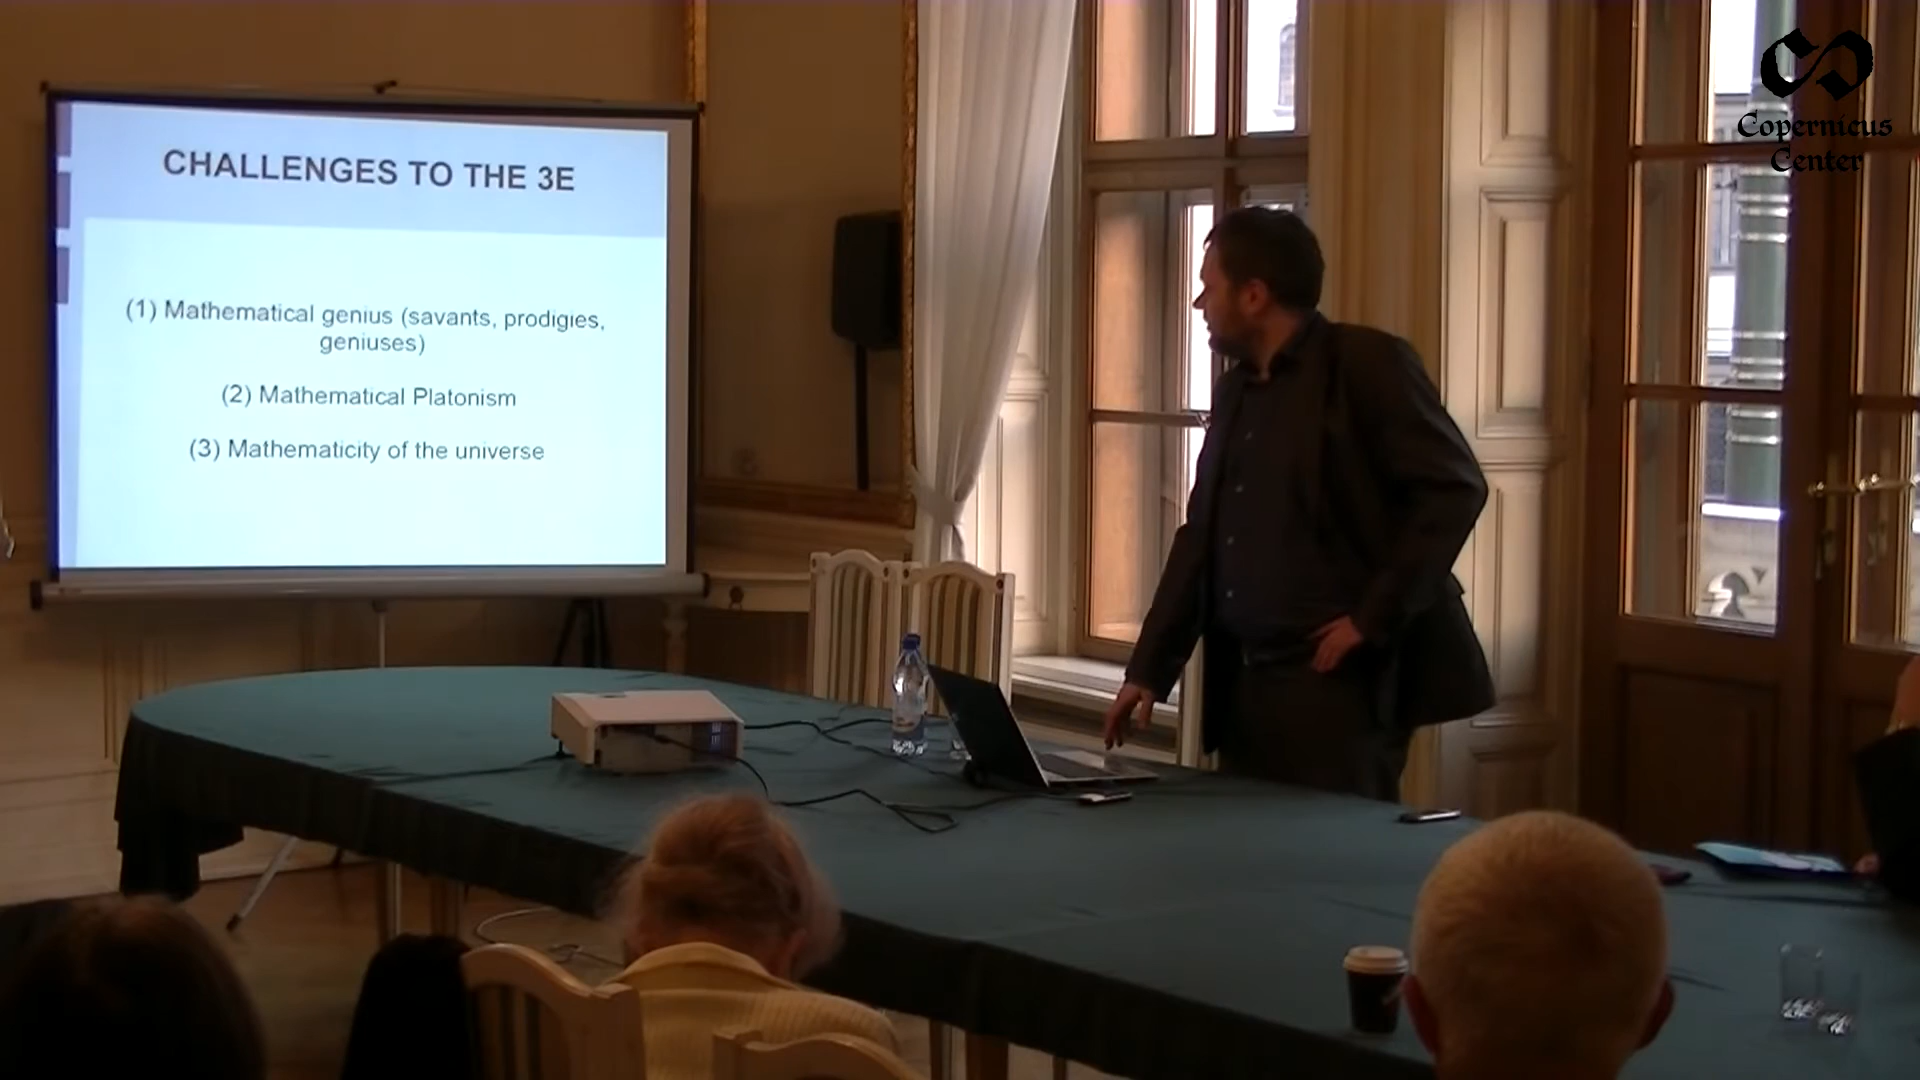 CHALLENGES TO THE 3E
(1) Mathematical genius (savants, prodigies,
geniuses)
(2) Mathematical Platonism
(3) Mathematicity of the universe
Copernicus
Center